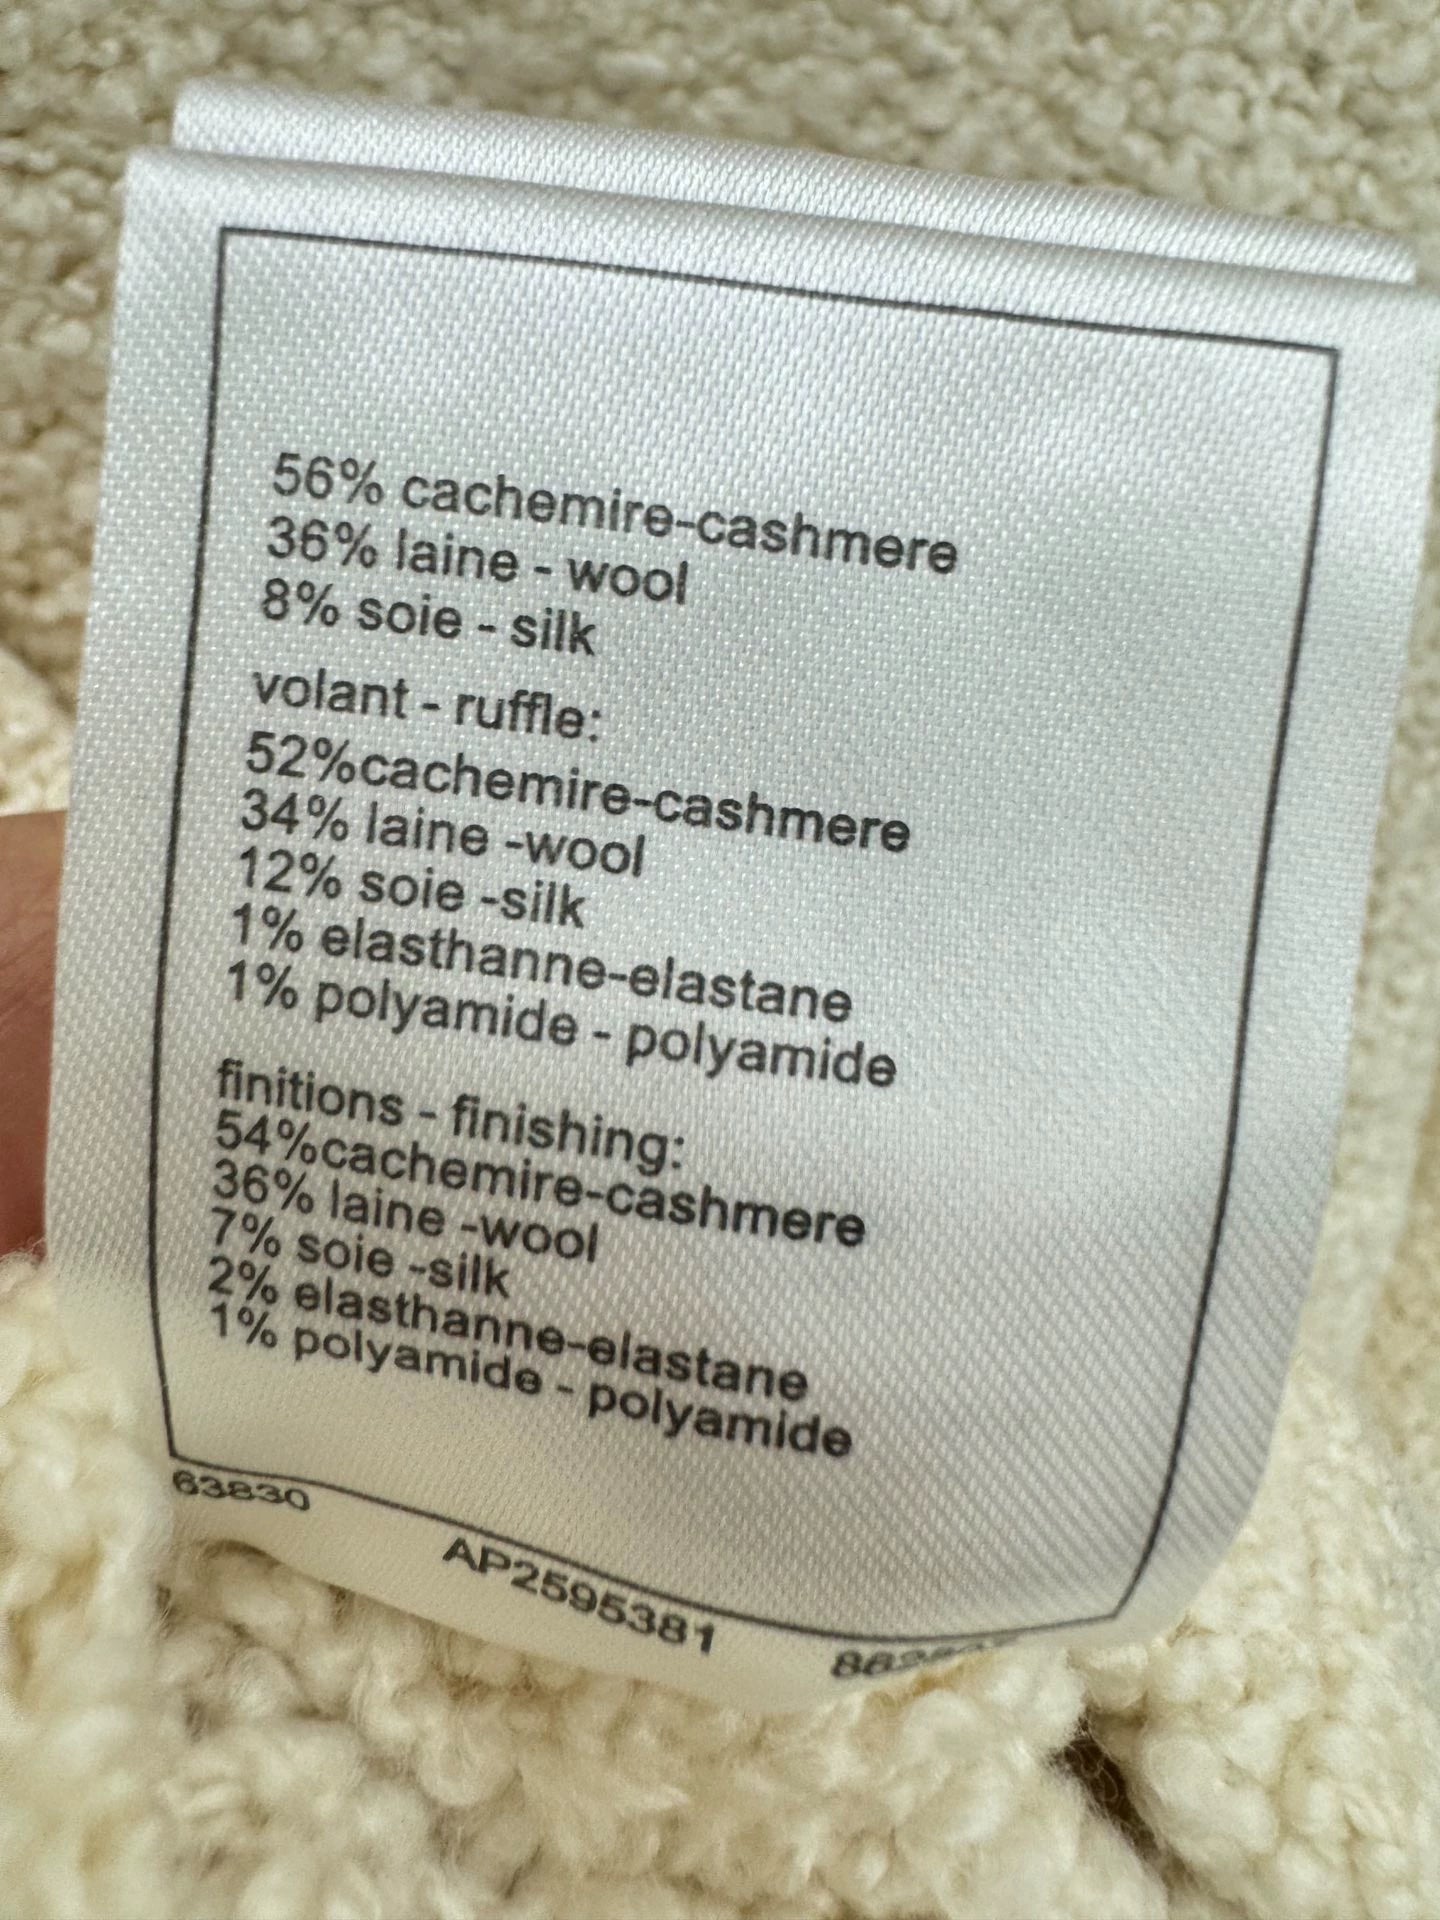 56% cachemire-cashmere
36% laine - wool
8% soie - silk
volant - ruffle:
52%cachemire-cashmere
34% laine -wool
12% soie -silk
1% elasthanne-elastane
1% polyamide - polyamide
finitions - finishing:
54%cachemire-cashmere
36% laine -wool
7% soie -silk
2% elasthanne-elastane
1% polyamide - polyamide
63830
AP2595381